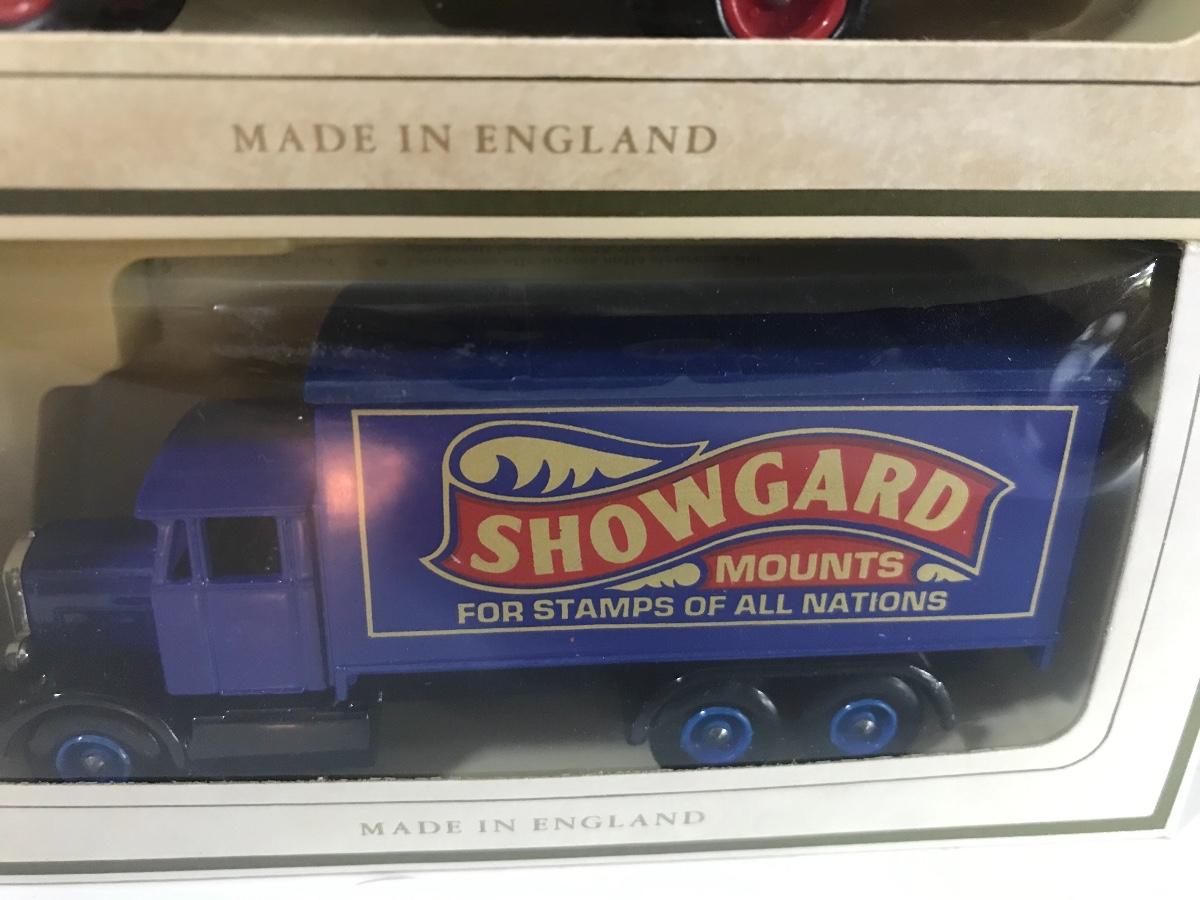 MADE IN ENGLAND
SHOWGARD
MOUNTS
FOR STAMPS OF ALL NATIONS
MADE IN ENGLAND